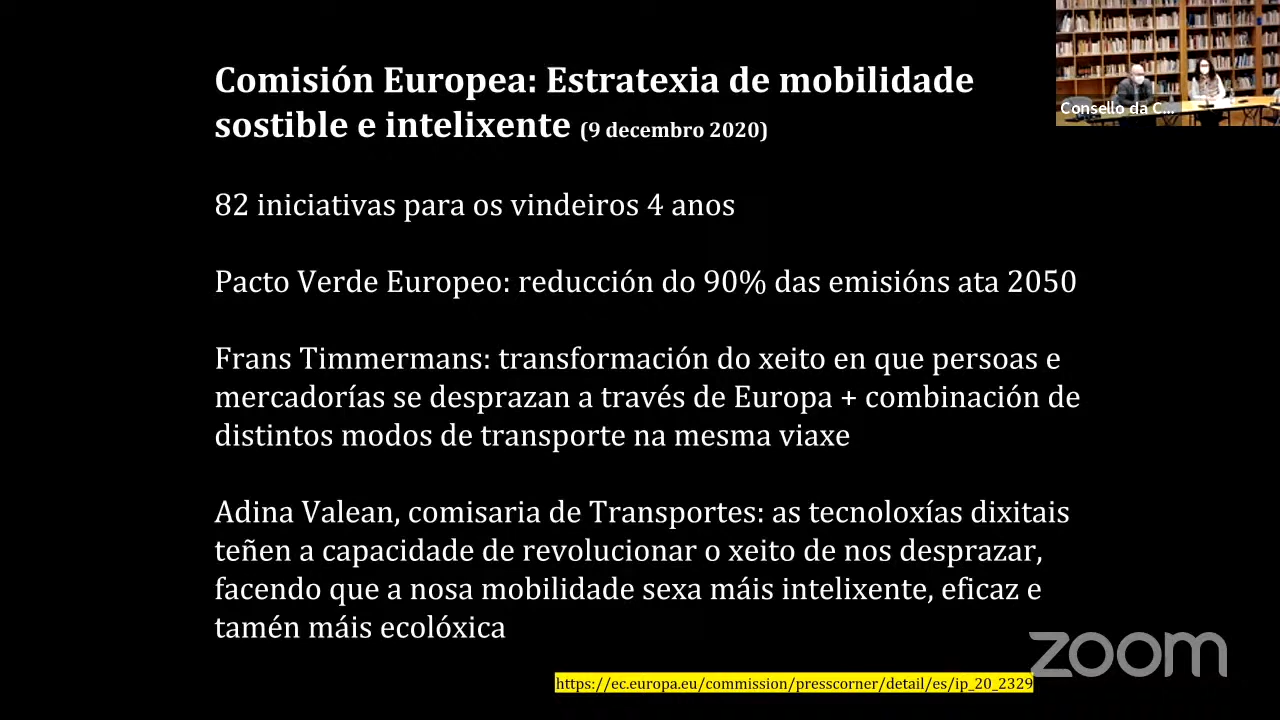 Comisión Europea: Estratexia de mobilidade
sostible e intelixente (9 decembro 2020)
82 iniciativas para os vindeiros 4 anos
Pacto Verde Europeo: reducción do 90% das emisións ata 2050
Frans Timmermans: transformación do xeito en que persoas e
mercadorías se desprazan a través de Europa + combinación de
distintos modos de transporte na mesma viaxe
Adina Valean, comisaria de Transportes: as tecnoloxías dixitais
teñen a capacidade de revolucionar o xeito de nos desprazar,
facendo que a nosa mobilidade sexa máis intelixente, eficaz e
tamén máis ecolóxica
https://ec.europa.eu/commission/presscorner/detail/es/ip_20_2329
Consello da C...
zoom